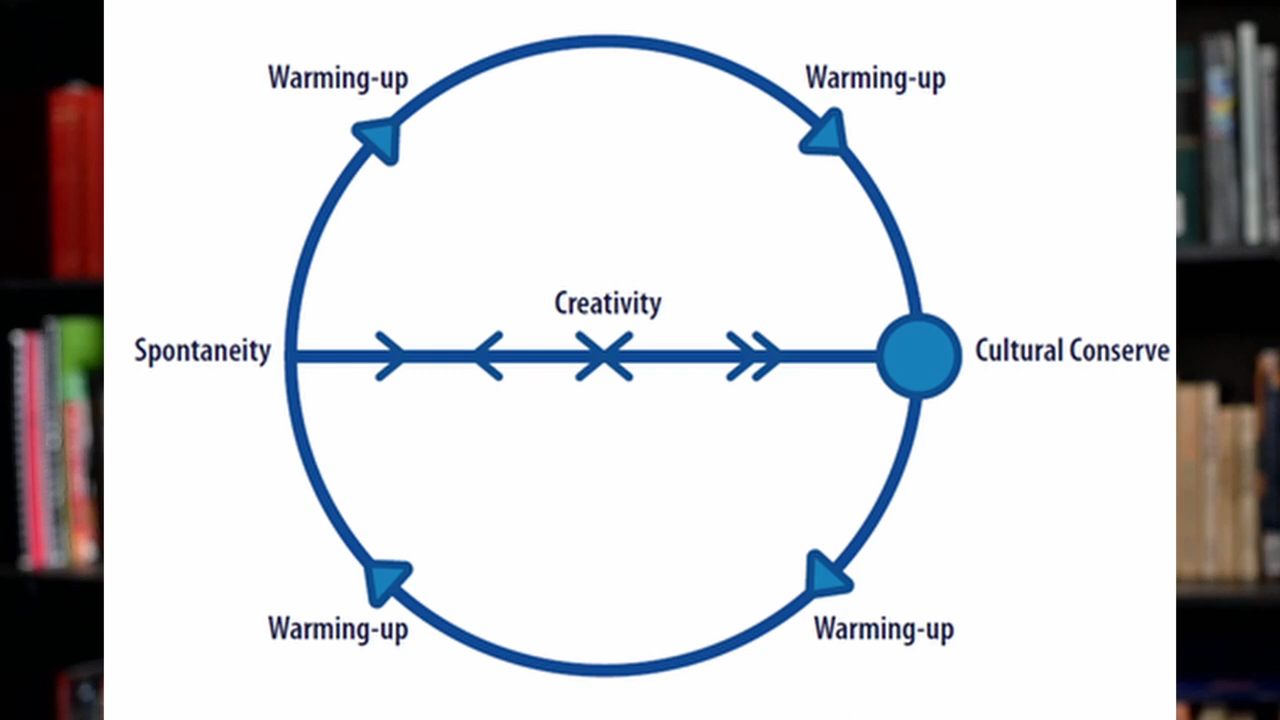 Warming-up
Warming-up
Creativity
Spontaneity
Cultural Conserve
Warming-up
Warming-up